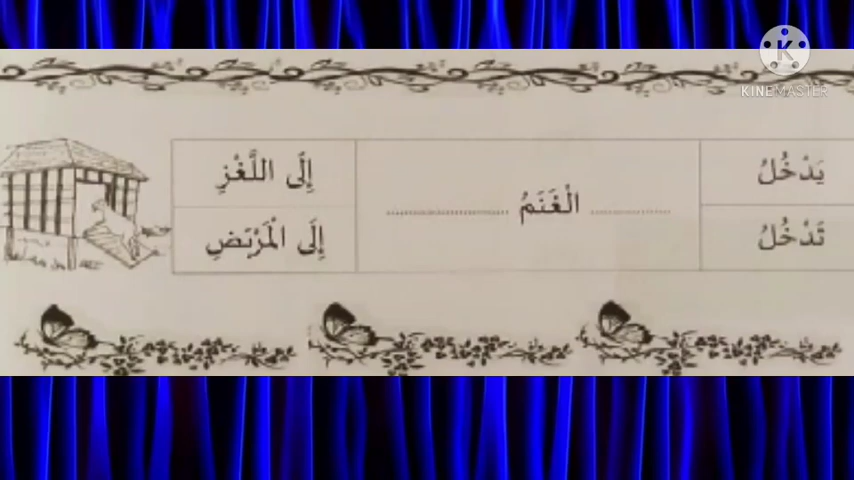 KINEMASTER
يَدْخُلُ
تَدْخُلُ
........... الْغَنَمُ .................
إِلَى اللَّغْزِ
إِلَى الْمَرْبَضِ